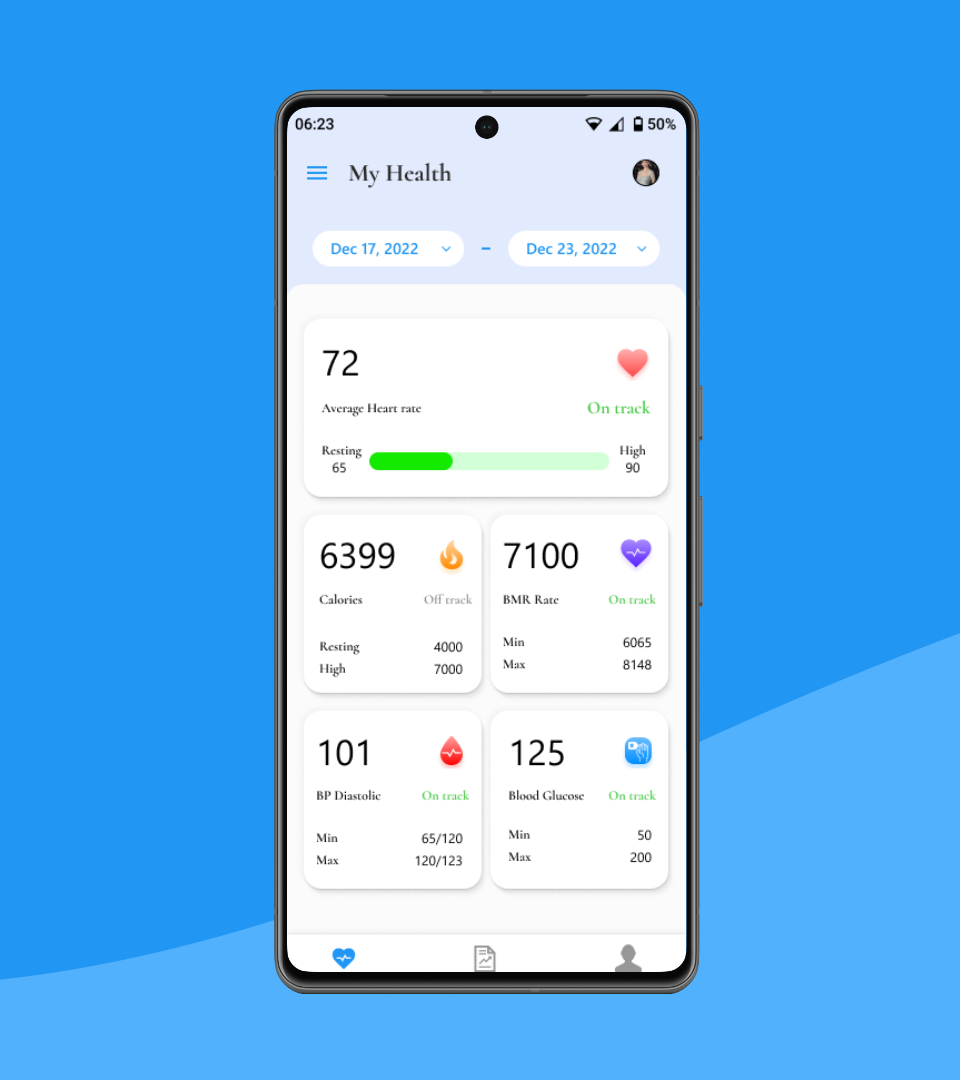 06:23
50%
My Health
Dec 17, 2022 – Dec 23, 2022
72
Average Heart rate
On track
Resting
65
High
90
6399
Calories
Off track
Resting 4000
High 7000
7100
BMR Rate
On track
Min 6065
Max 8148
101
BP Diastolic
On track
Min 65/120
Max 120/123
125
Blood Glucose
On track
Min 50
Max 200